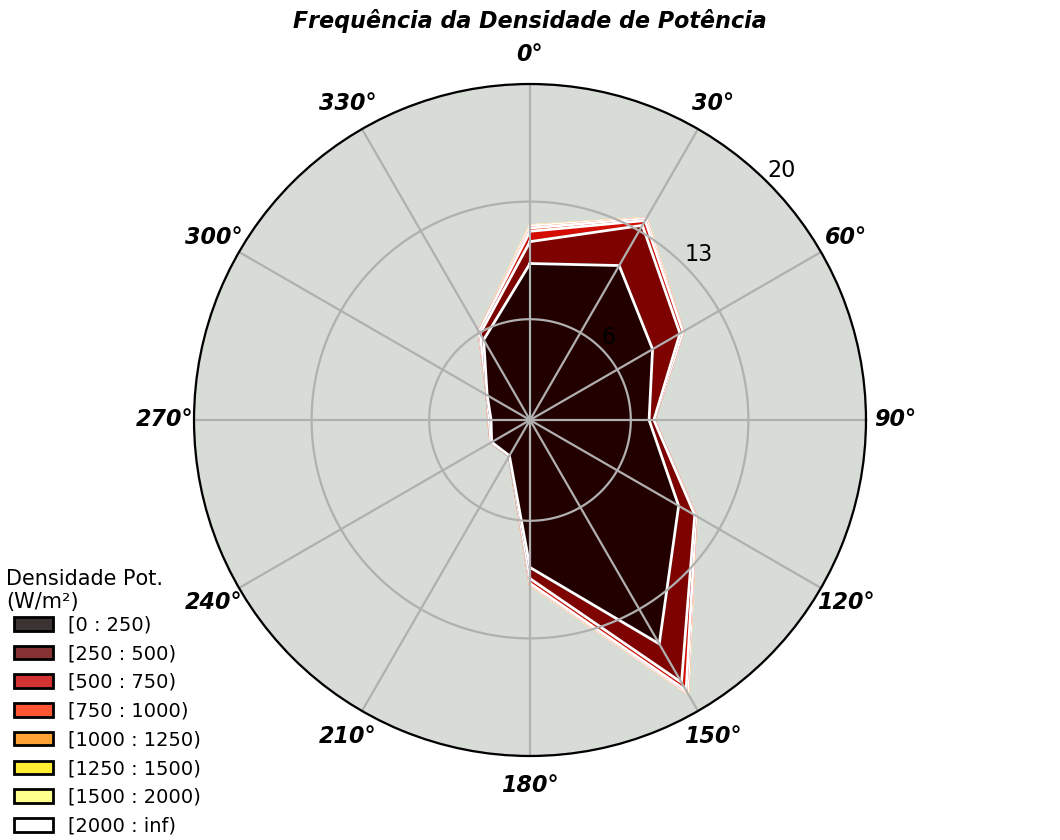 Frequência da Densidade de Potência
0°
30°
60°
90°
120°
150°
180°
210°
240°
270°
300°
330°
6
13
20
Densidade Pot.
(W/m²)
[0 : 250)
[250 : 500)
[500 : 750)
[750 : 1000)
[1000 : 1250)
[1250 : 1500)
[1500 : 2000)
[2000 : inf)